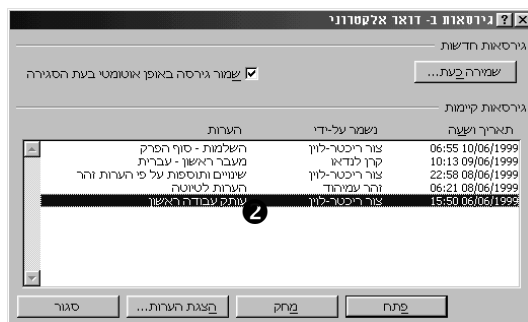 גירסאות ב- דואר אלקטרוני
גירסאות חדשות
שמירה כעת...
שמור גירסה באופן אוטומטי בעת הסגירה
גירסאות קיימות
תאריך ושעה נשמר על-ידי הערות
06:55 10/06/1999 צור ריכטר-לוין השלמות - סוף הפרק
10:13 09/06/1999 קרן לנדאו מעבר ראשון - עברית
22:58 08/06/1999 צור ריכטר-לוין שינויים ותוספות על פי הערות זהר
06:21 08/06/1999 זהר עמיהוד הערות לטיוטה
15:50 06/06/1999 צור ריכטר-לוין עותק עבודה ראשון
2
פתח מחק הצגת הערות... סגור